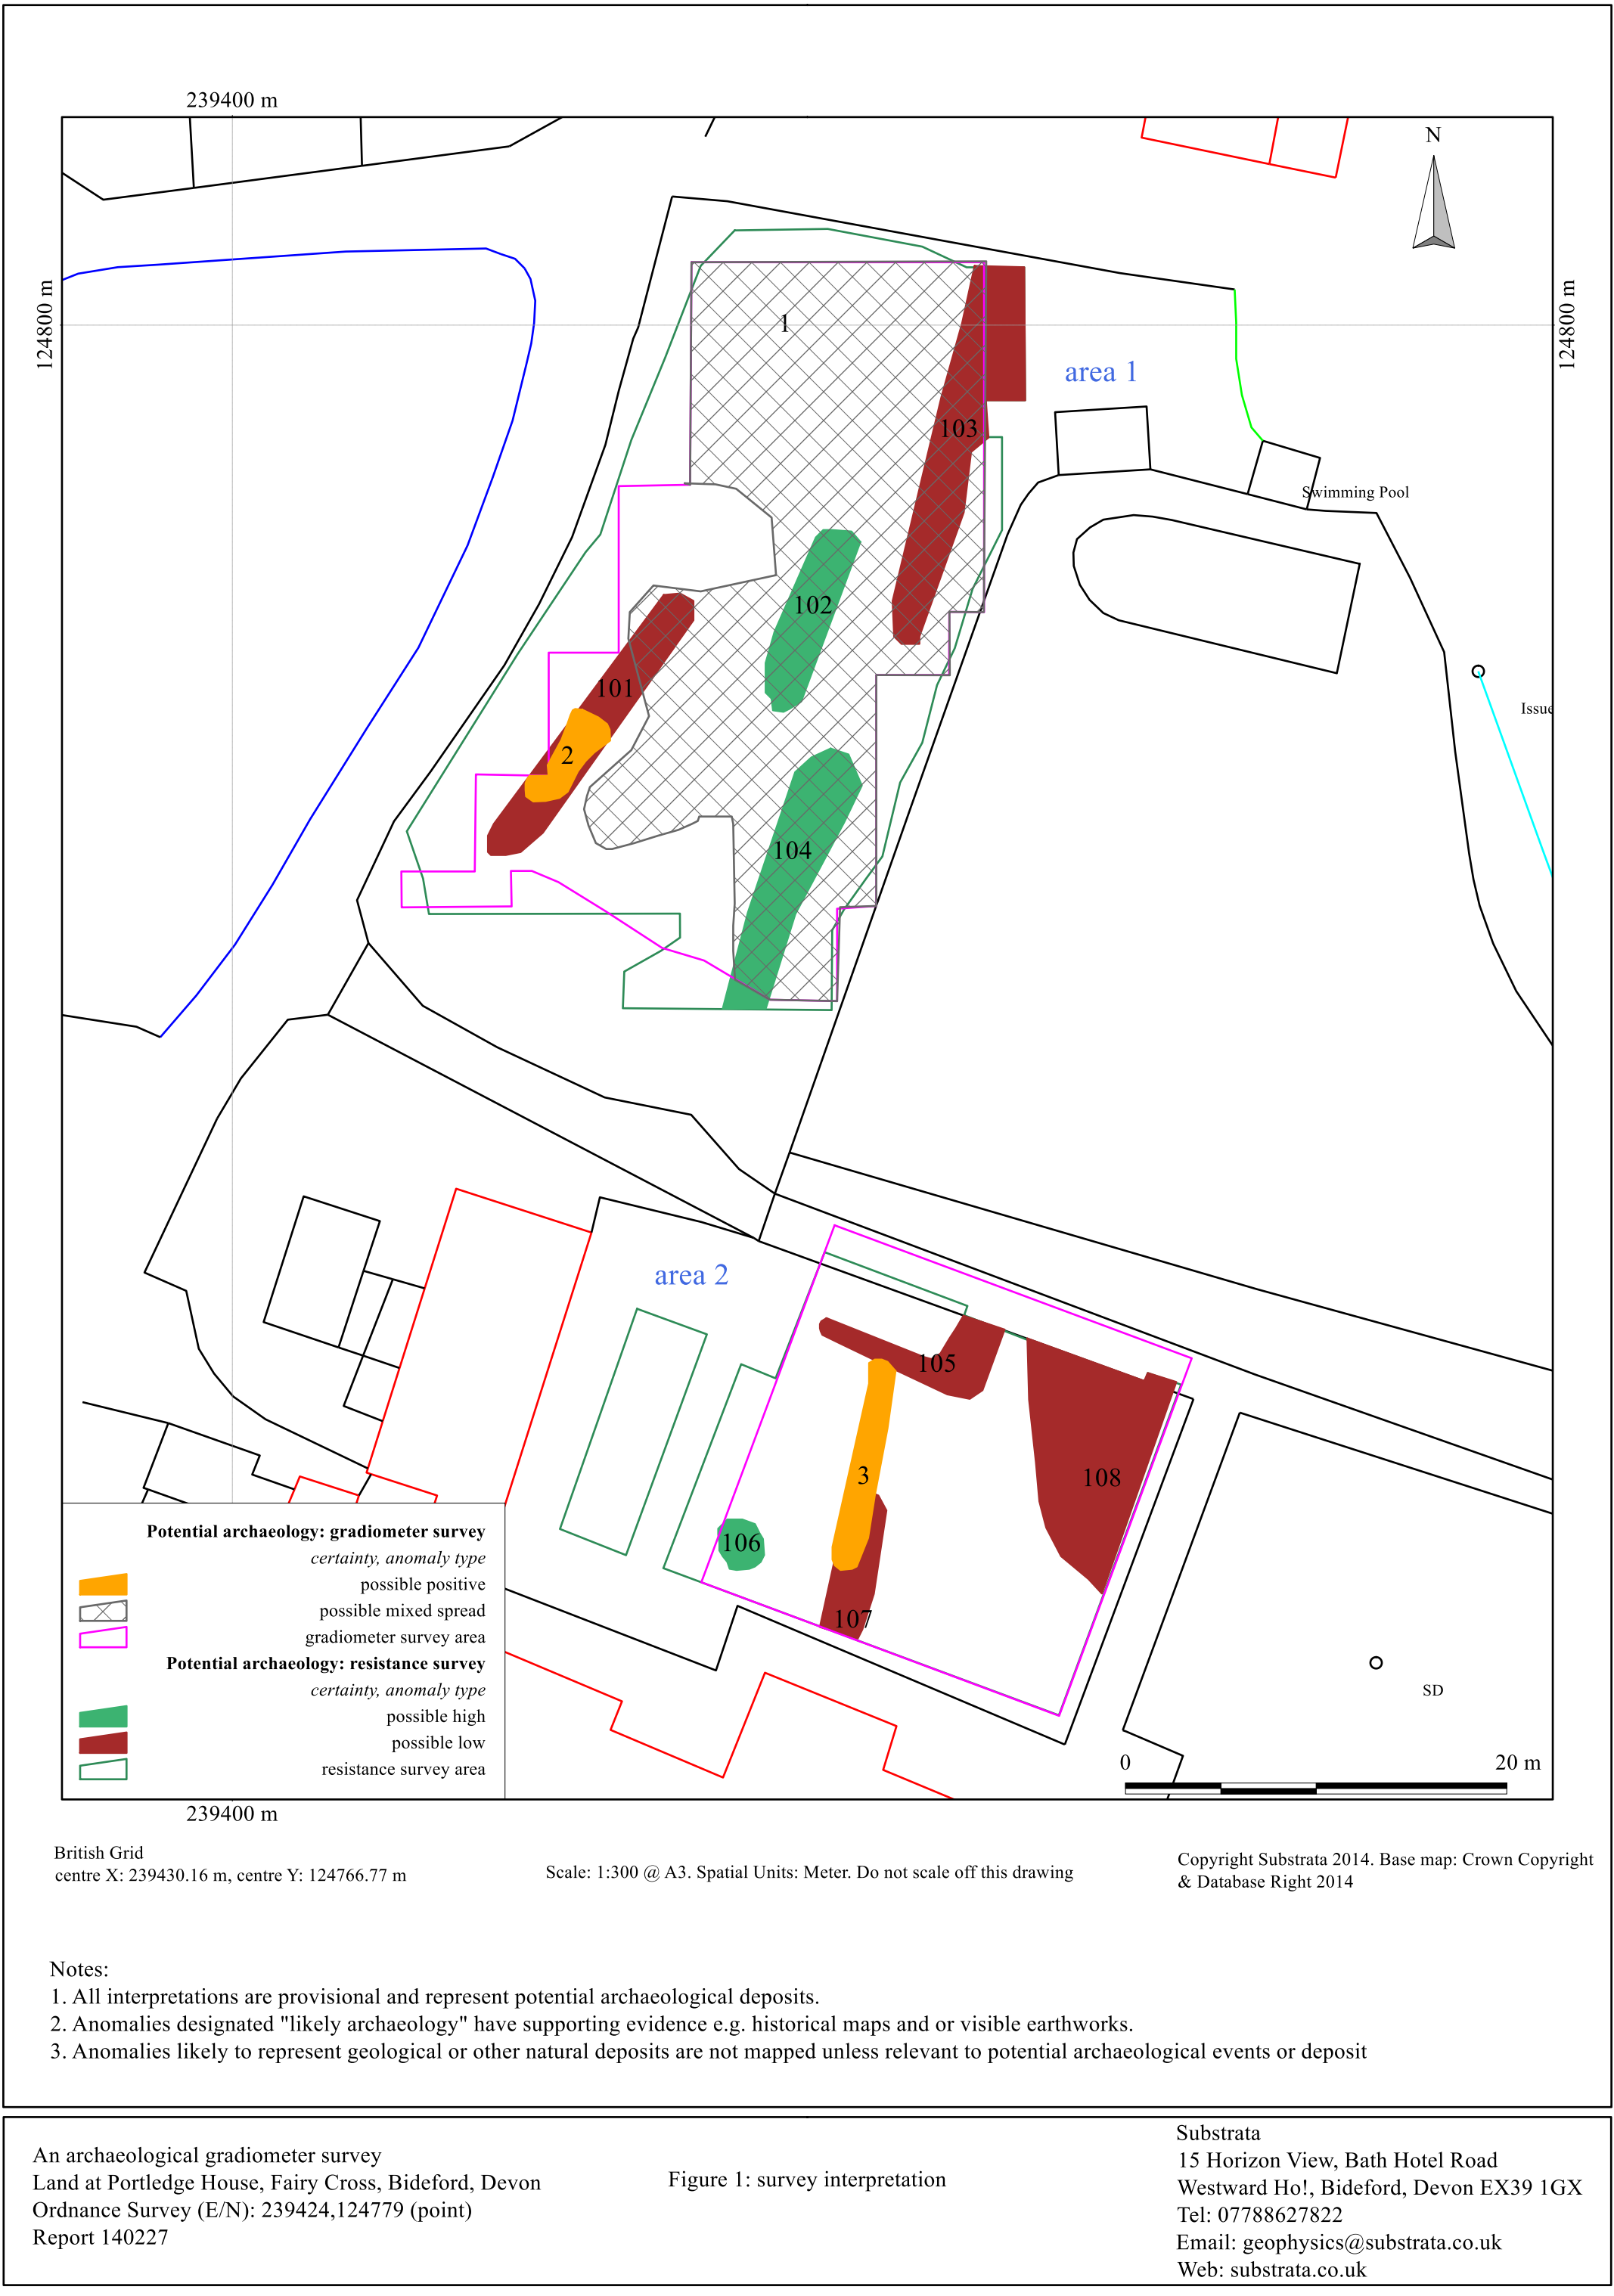 239400 m
N
124800 m
124800 m
1
area 1
103
Swimming Pool
102
101
Issue
2
104
area 2
105
3
108
106
107
Potential archaeology: gradiometer survey
certainty, anomaly type
possible positive
possible mixed spread
gradiometer survey area
Potential archaeology: resistance survey
certainty, anomaly type
possible high
possible low
resistance survey area
SD
0 20 m
239400 m
British Grid
centre X: 239430.16 m, centre Y: 124766.77 m
Scale: 1:300 @ A3. Spatial Units: Meter. Do not scale off this drawing
Copyright Substrata 2014. Base map: Crown Copyright
& Database Right 2014
Notes:
1. All interpretations are provisional and represent potential archaeological deposits.
2. Anomalies designated "likely archaeology" have supporting evidence e.g. historical maps and or visible earthworks.
3. Anomalies likely to represent geological or other natural deposits are not mapped unless relevant to potential archaeological events or deposit
An archaeological gradiometer survey
Land at Portledge House, Fairy Cross, Bideford, Devon
Ordnance Survey (E/N): 239424,124779 (point)
Report 140227
Figure 1: survey interpretation
Substrata
15 Horizon View, Bath Hotel Road
Westward Ho!, Bideford, Devon EX39 1GX
Tel: 07788627822
Email: geophysics@substrata.co.uk
Web: substrata.co.uk